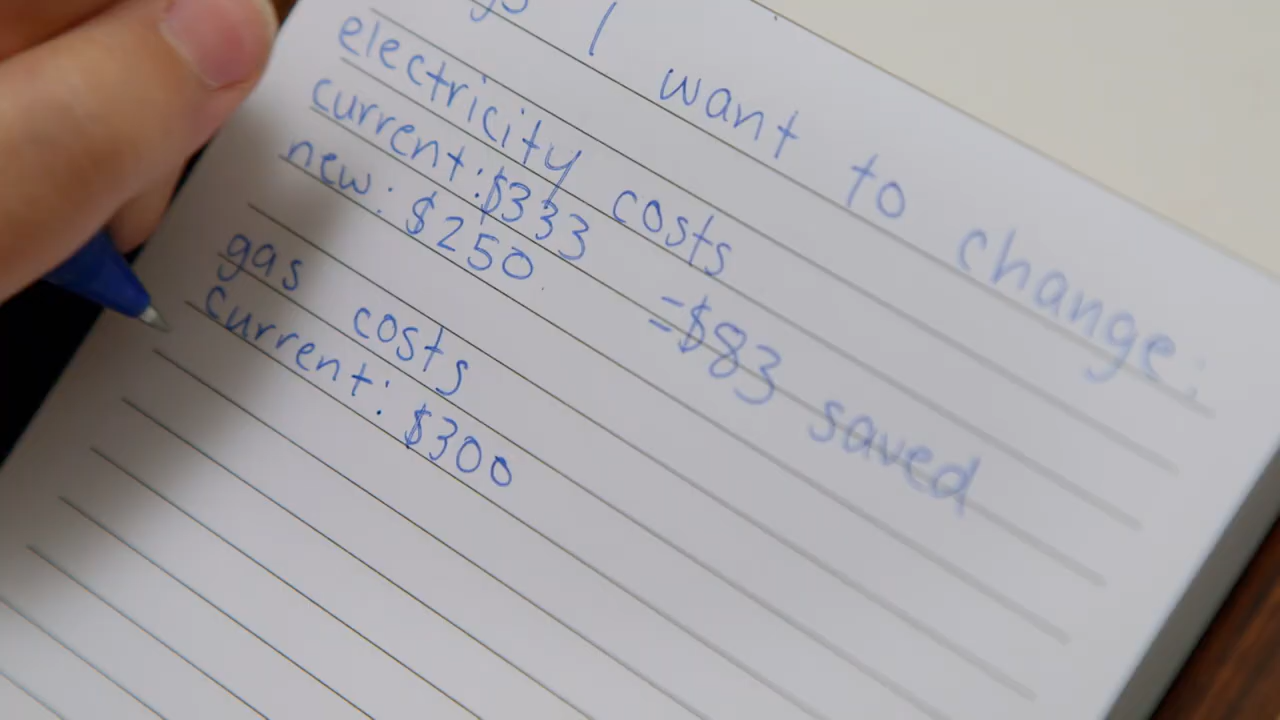 I want to change:
electricity costs
current: $333
new: $250
=$83 saved
gas costs
current: $300